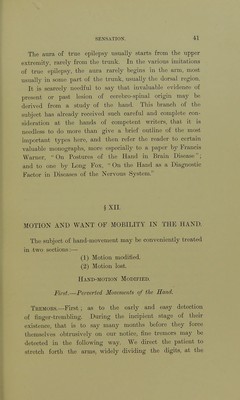 SENSATION. 41
The aura of true epilepsy usually starts from the upper
extremity, rarely from the trunk. In the various imitations
of true epilepsy, the aura rarely begins in the arm, most
usually in some part of the trunk, usually the dorsal region.
It is scarcely needful to say that invaluable evidence of
present or past lesion of cerebro-spinal origin may be
derived from a study of the hand. This branch of the
subject has already received such careful and complete con-
sideration at the hands of competent writers, that it is
needless to do more than give a brief outline of the most
important types here, and then refer the reader to certain
valuable monographs, more especially to a paper by Francis
Warner, "On Postures of the Hand in Brain Disease";
and to one by Long Fox, "On the Hand as a Diagnostic
Factor in Diseases of the Nervous System."
§ XII.
MOTION AND WANT OF MOBILITY IN THE HAND.
The subject of hand-movement may be conveniently treated
in two sections:—
(1) Motion modified.
(2) Motion lost.
HAND-MOTION MODIFIED.
First.—Perverted Movements of the Hand.
TREMORS.—First; as to the early and easy detection
of finger-trembling. During the incipient stage of their
existence, that is to say many months before they force
themselves obtrusively on our notice, fine tremors may be
detected in the following way. We direct the patient to
stretch forth the arms, widely dividing the digits, at the